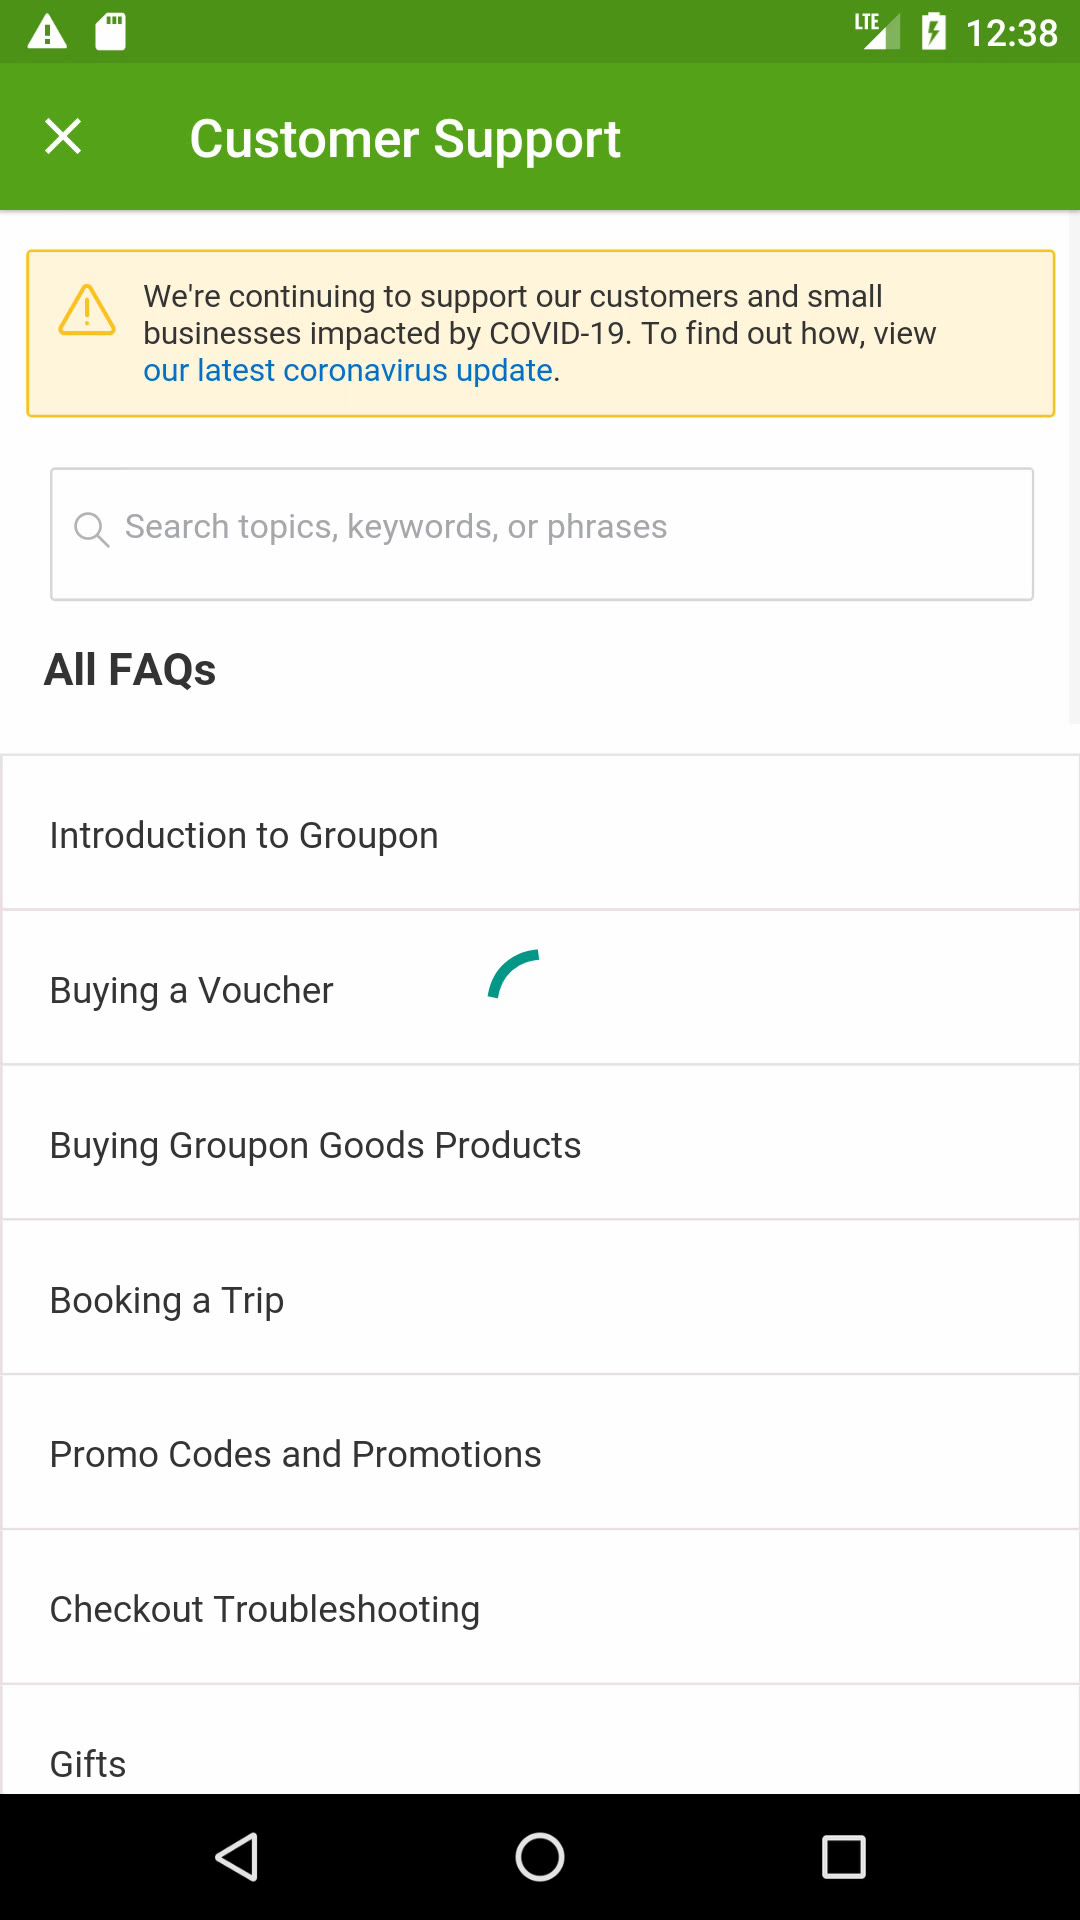 LTE 12:38
Customer Support
We're continuing to support our customers and small
businesses impacted by COVID-19. To find out how, view
our latest coronavirus update.
Search topics, keywords, or phrases
All FAQs
Introduction to Groupon
Buying a Voucher
Buying Groupon Goods Products
Booking a Trip
Promo Codes and Promotions
Checkout Troubleshooting
Gifts